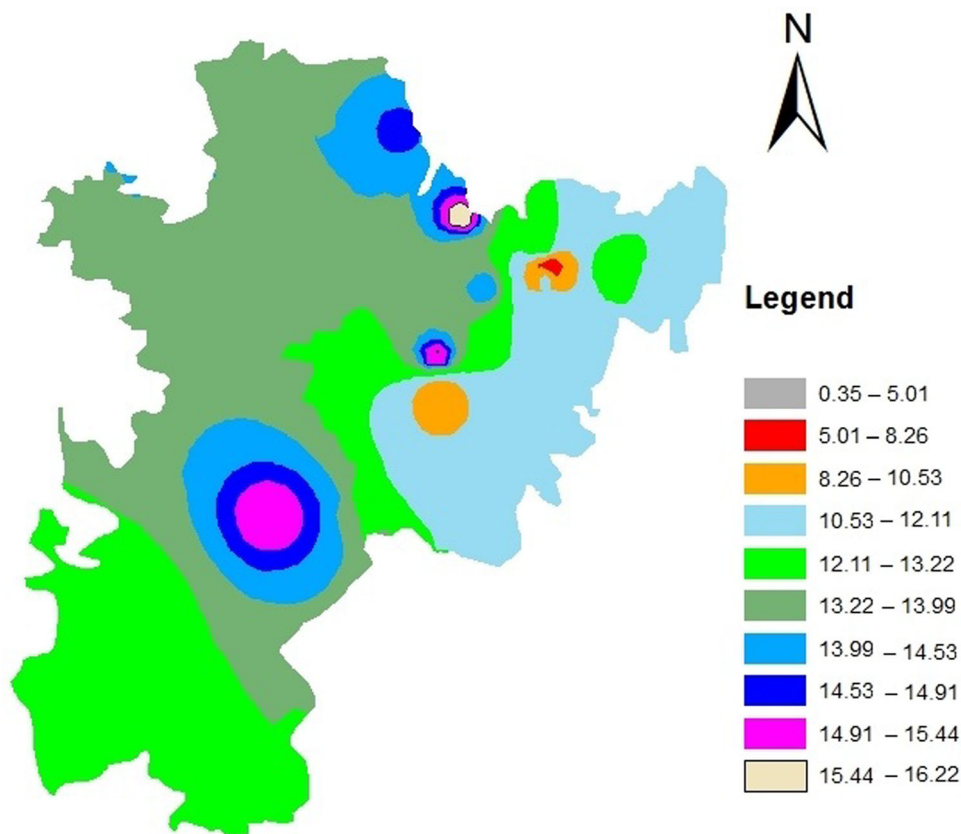 N
Legend
0.35 – 5.01
5.01 – 8.26
8.26 – 10.53
10.53 – 12.11
12.11 – 13.22
13.22 – 13.99
13.99 – 14.53
14.53 – 14.91
14.91 – 15.44
15.44 – 16.22